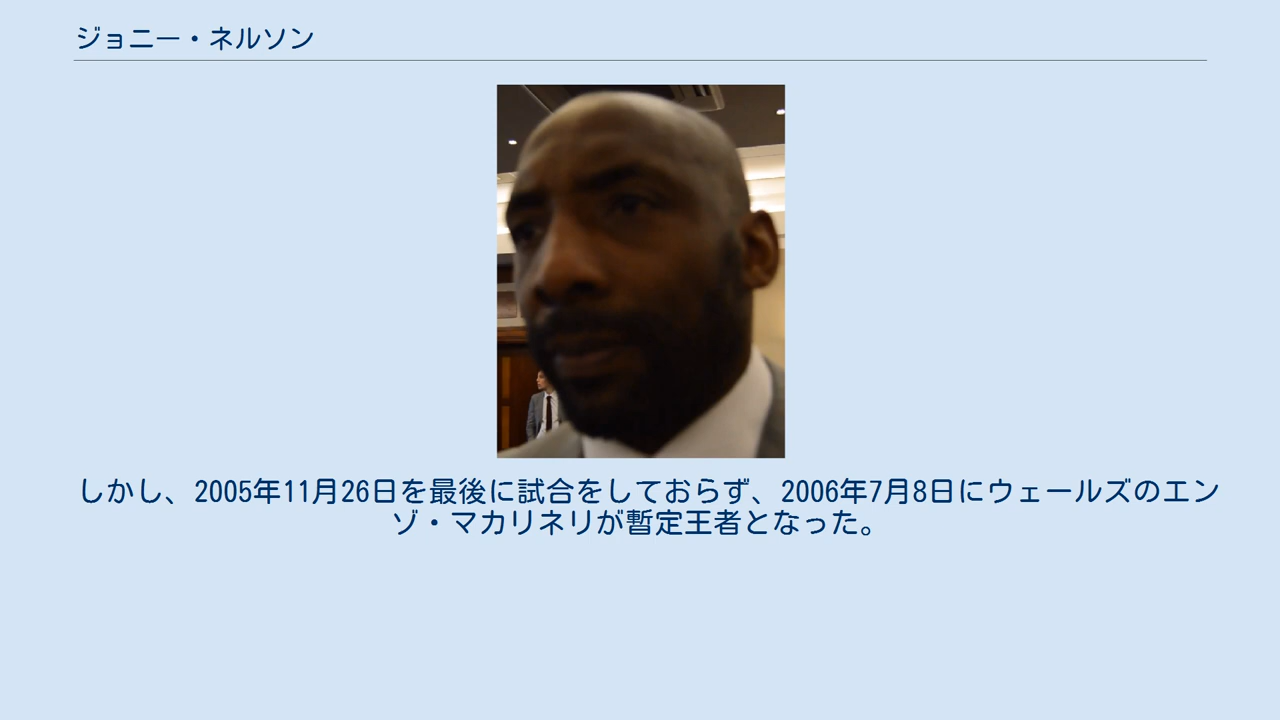 ジョニー・ネルソン
しかし、2005年11月26日を最後に試合をしておらず、2006年7月8日にウェールズのエン
ゾ・マカリネリが暫定王者となった。